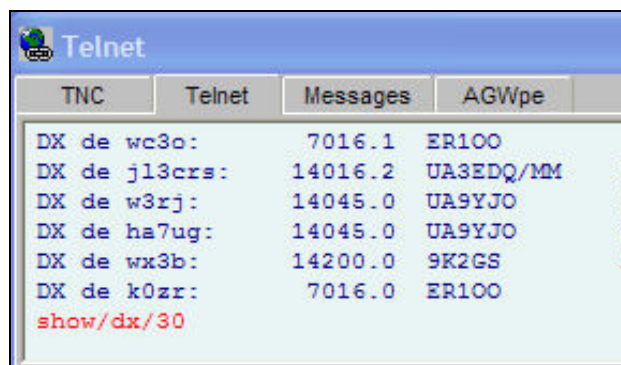 Telnet
TNC Telnet Messages AGWpe
DX de wc3o: 7016.1 ER1OO
DX de jl3crs: 14016.2 UA3EDQ/MM
DX de w3rj: 14045.0 UA9YJO
DX de ha7ug: 14045.0 UA9YJO
DX de wx3b: 14200.0 9K2GS
DX de k0zr: 7016.0 ER1OO
show/dx/30